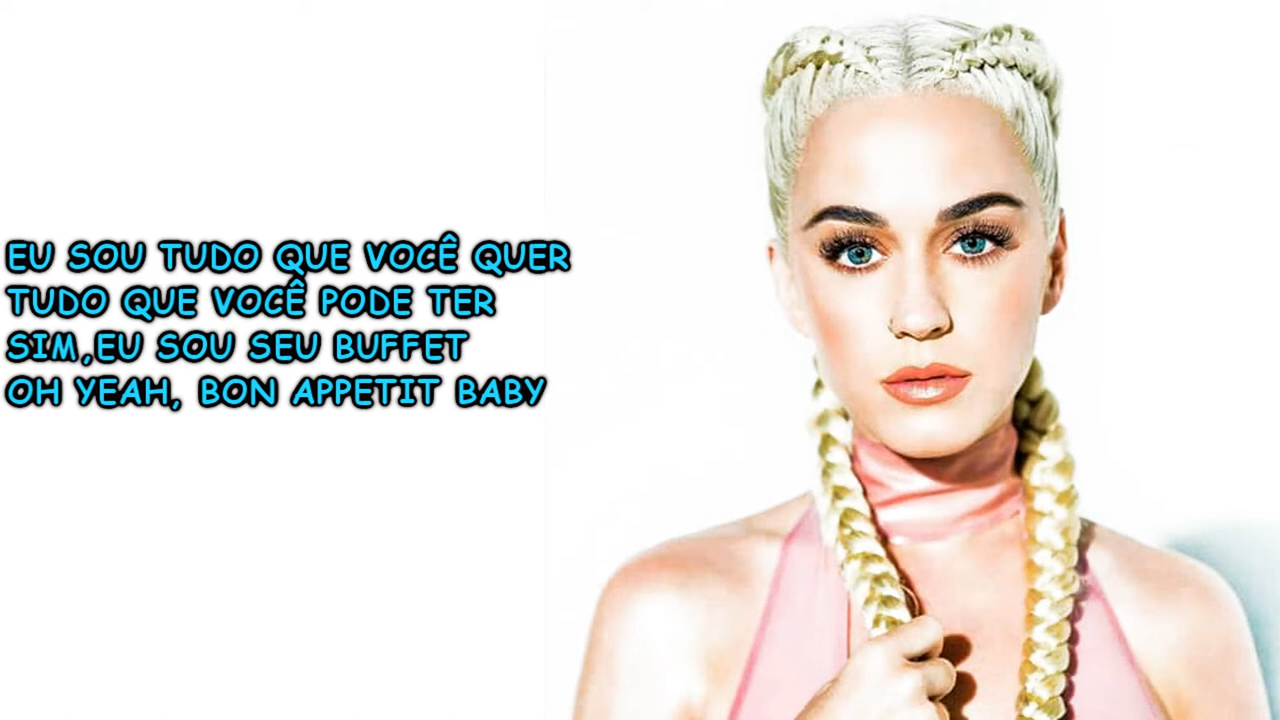 EU SOU TUDO QUE VOCÊ QUER
TUDO QUE VOCÊ PODE TER
SIM,EU SOU SEU BUFFET
OH YEAH, BON APPETIT BABY